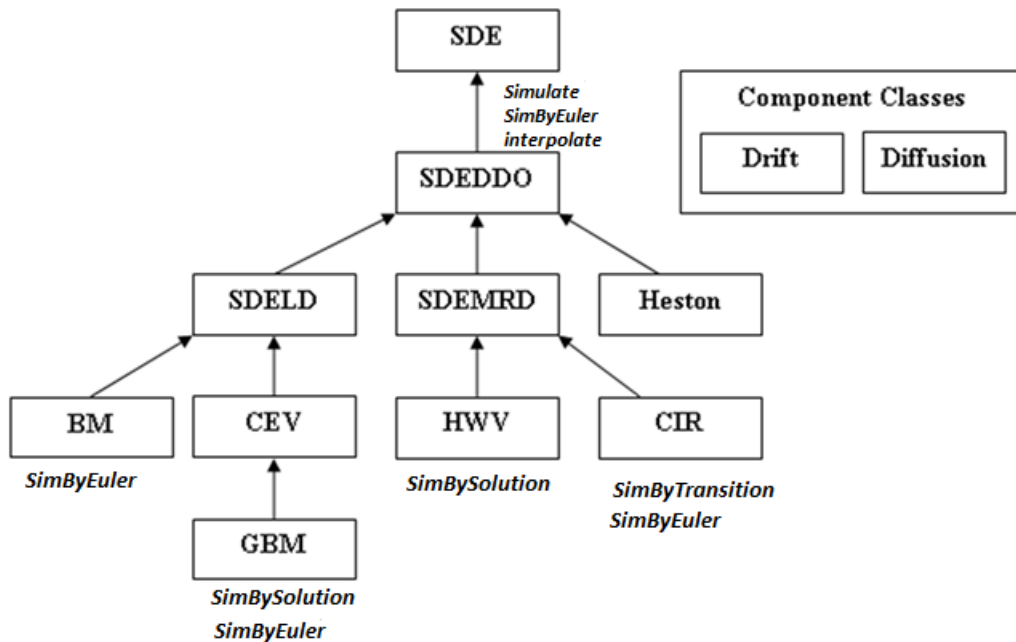 SDE
Simulate
SimByEuler
interpolate
Component Classes
Drift
Diffusion
SDEDDO
SDELD
SDEMRD
Heston
BM
CEV
HWV
CIR
SimByEuler
SimBySolution
SimByTransition
SimByEuler
GBM
SimBySolution
SimByEuler